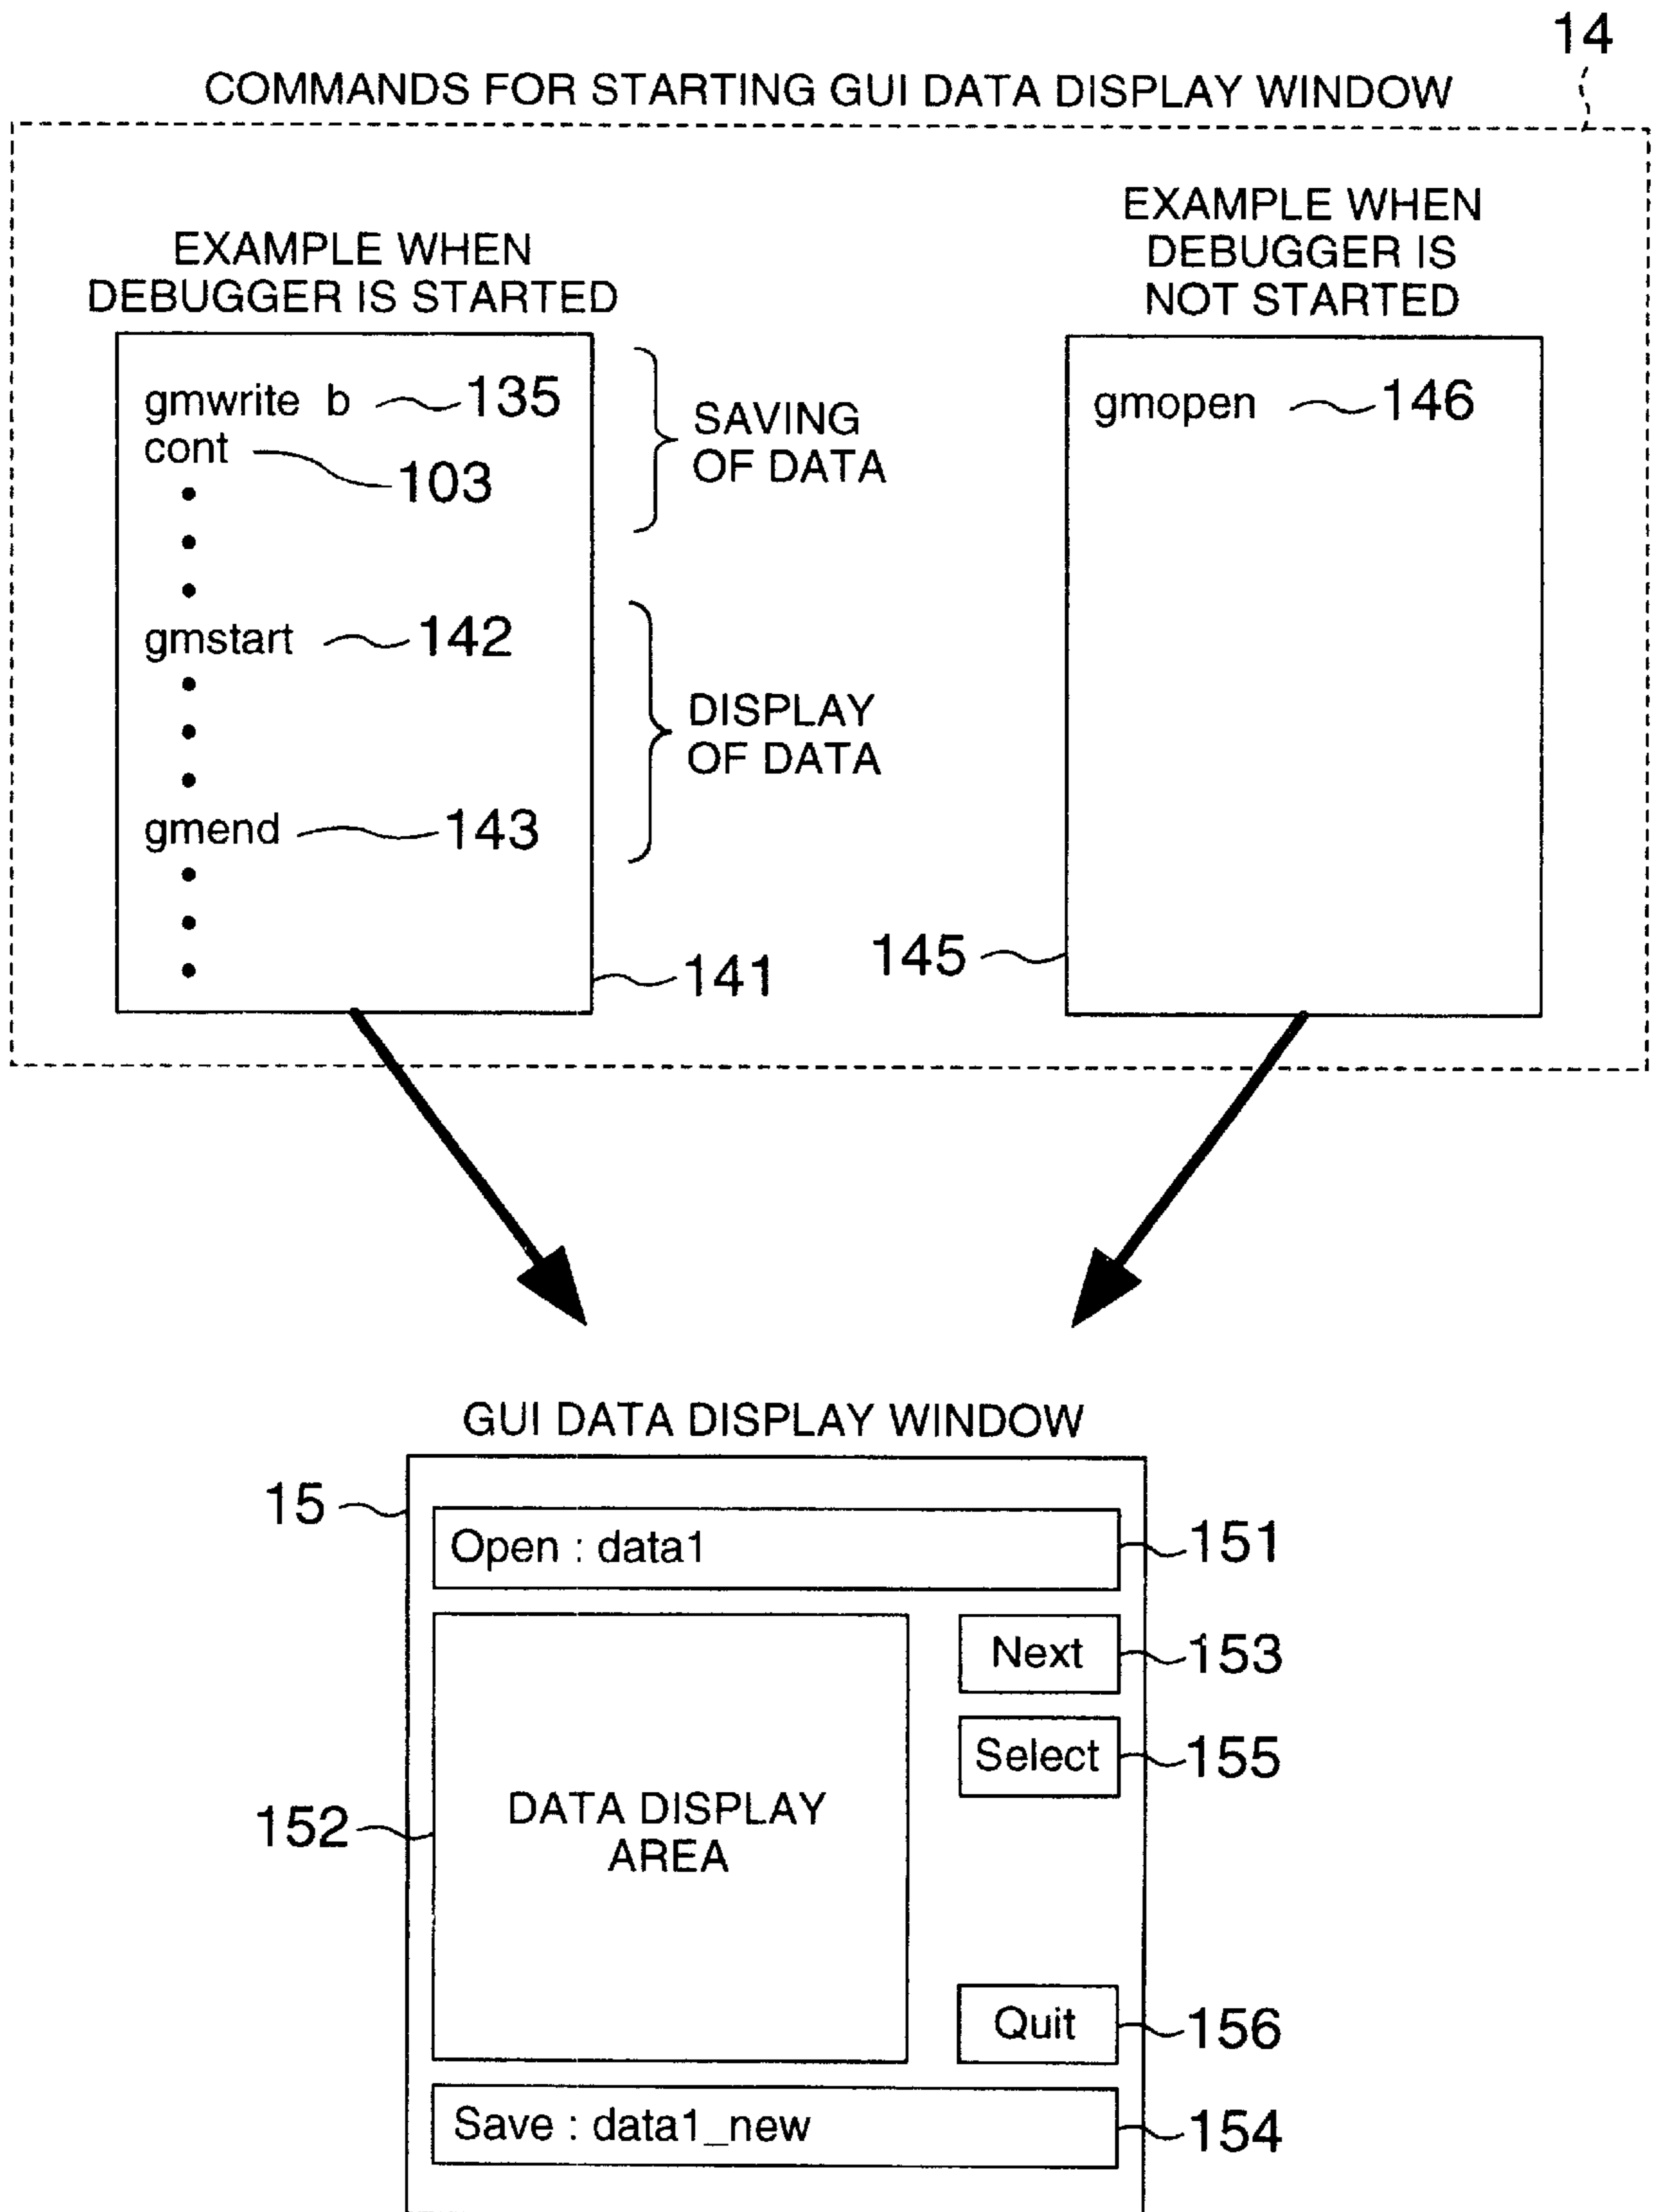 14
COMMANDS FOR STARTING GUI DATA DISPLAY WINDOW
EXAMPLE WHEN
DEBUGGER IS STARTED
gmwrite b 135
cont 103
gmstart 142
gmend 143
141
SAVING
OF DATA
DISPLAY
OF DATA
EXAMPLE WHEN
DEBUGGER IS
NOT STARTED
gmopen 146
145
GUI DATA DISPLAY WINDOW
15
Open : data1 151
Next 153
Select 155
152 DATA DISPLAY
AREA
Quit 156
Save : data1_new 154